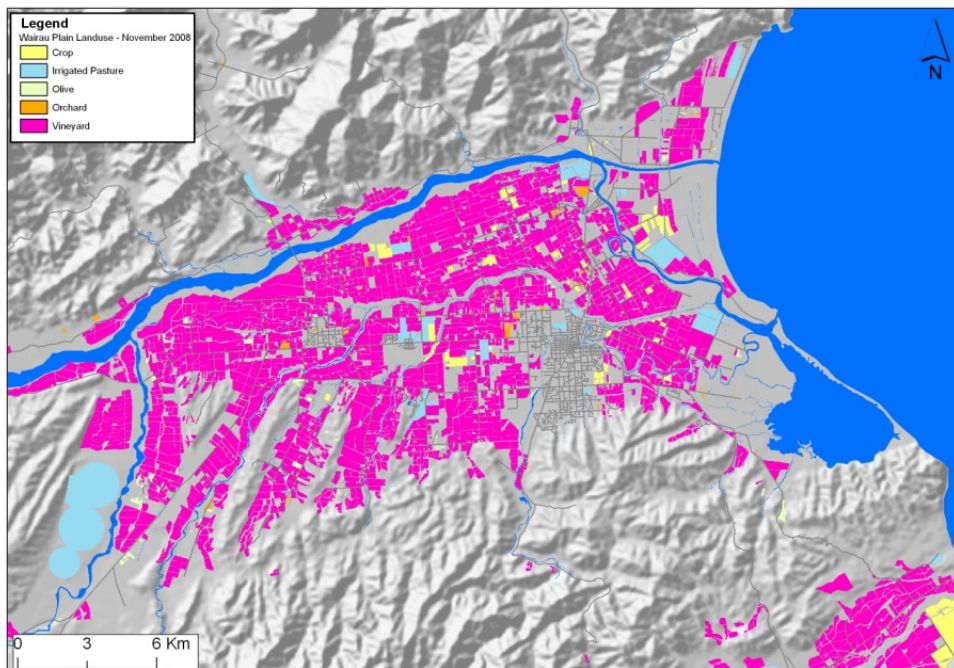 Legend
Wairau Plain Landuse - November 2008
Crop
Irrigated Pasture
Olive
Orchard
Vineyard
N
0 3 6 Km